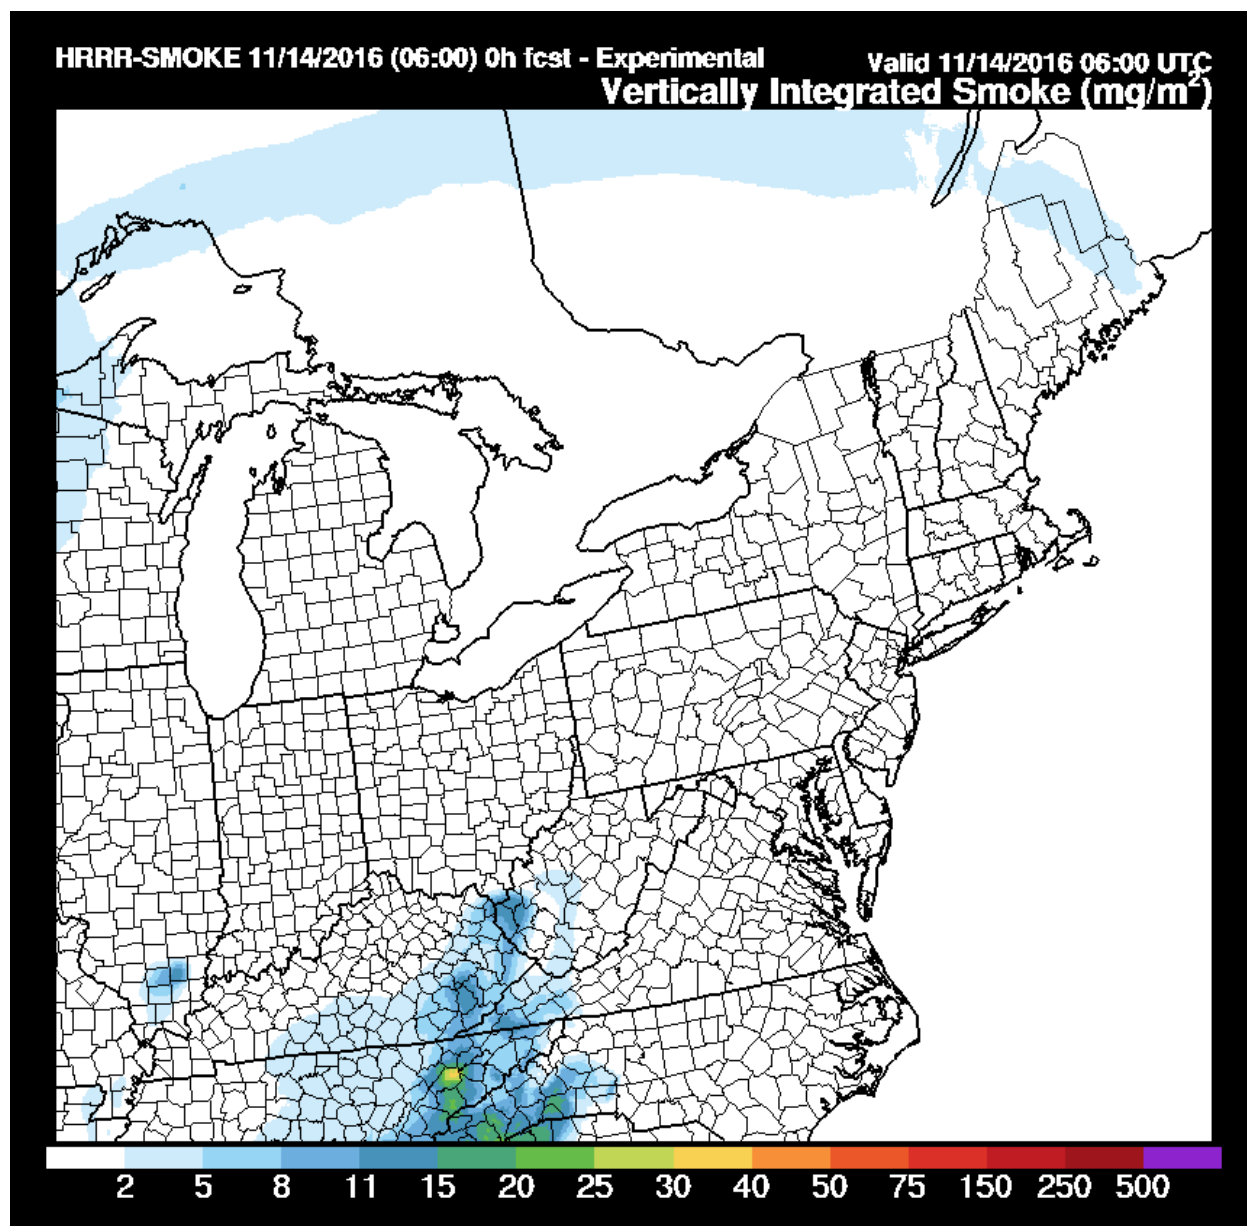 HRRR-SMOKE 11/14/2016 (06:00) 0h fcst - Experimental
Valid 11/14/2016 06:00 UTC
Vertically Integrated Smoke (mg/m²)
2 5 8 11 15 20 25 30 40 50 75 150 250 500